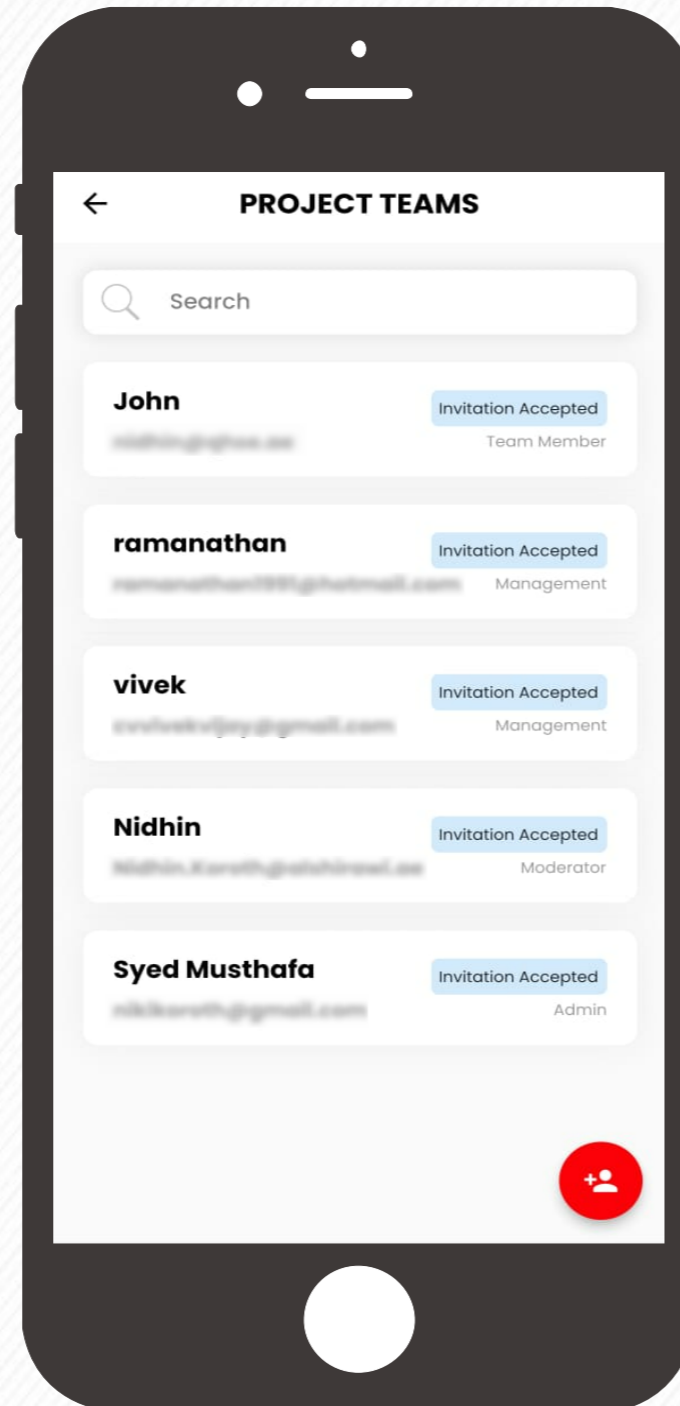 PROJECT TEAMS
Search
John
Invitation Accepted
Team Member
ramanathan
Invitation Accepted
Management
vivek
Invitation Accepted
Management
Nidhin
Invitation Accepted
Moderator
Syed Musthafa
Invitation Accepted
Admin